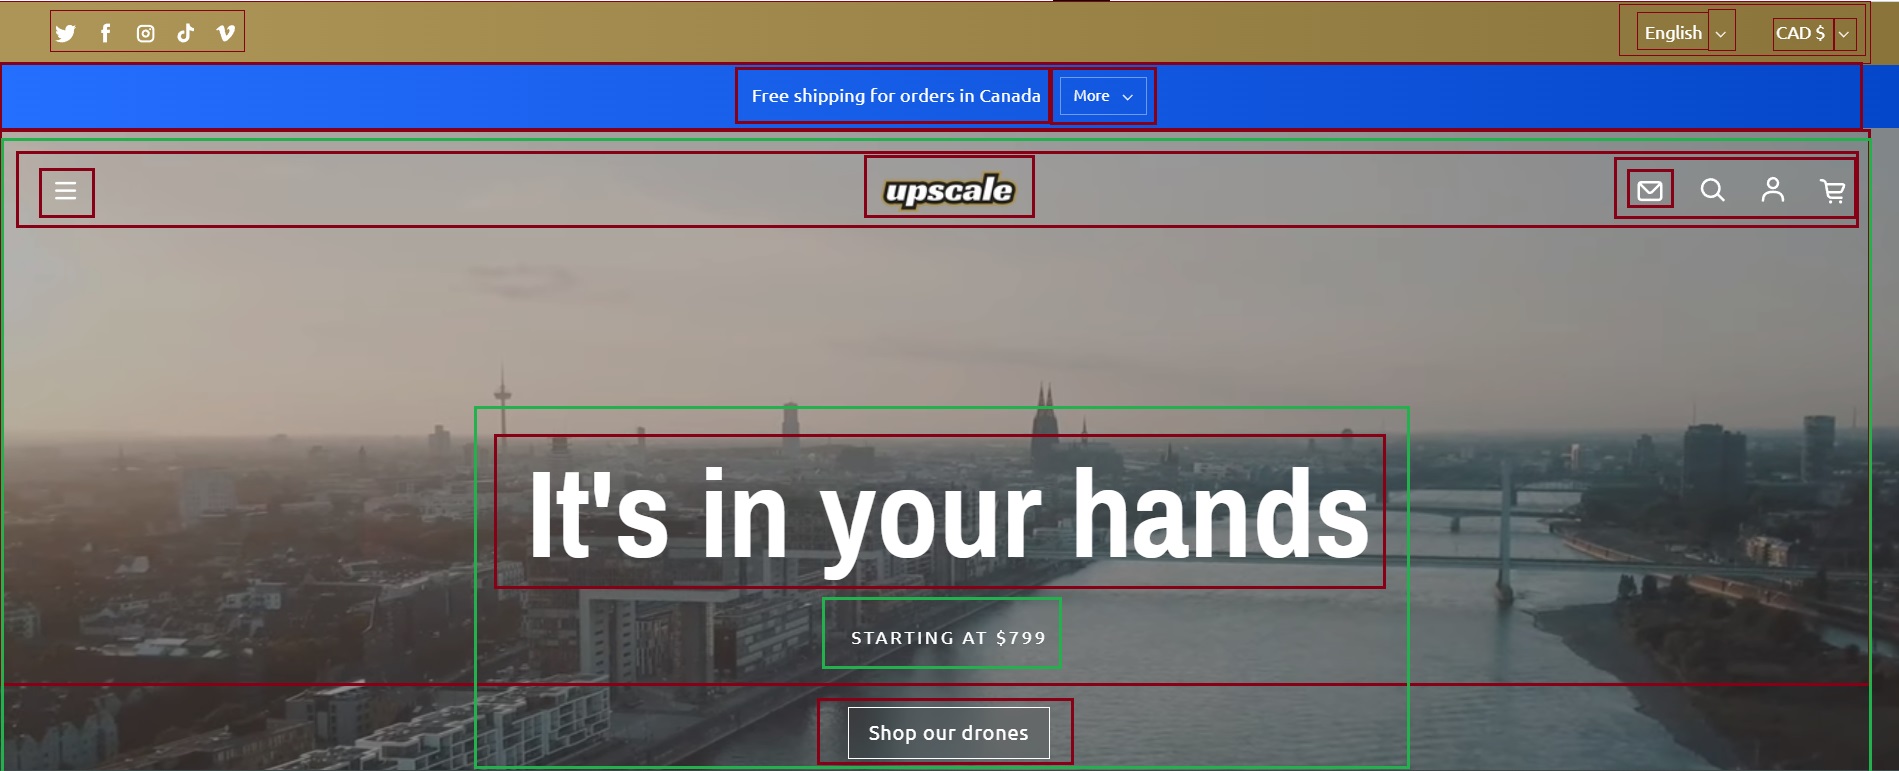 English
CAD $
Free shipping for orders in Canada
More
upscale
It's in your hands
STARTING AT $799
Shop our drones